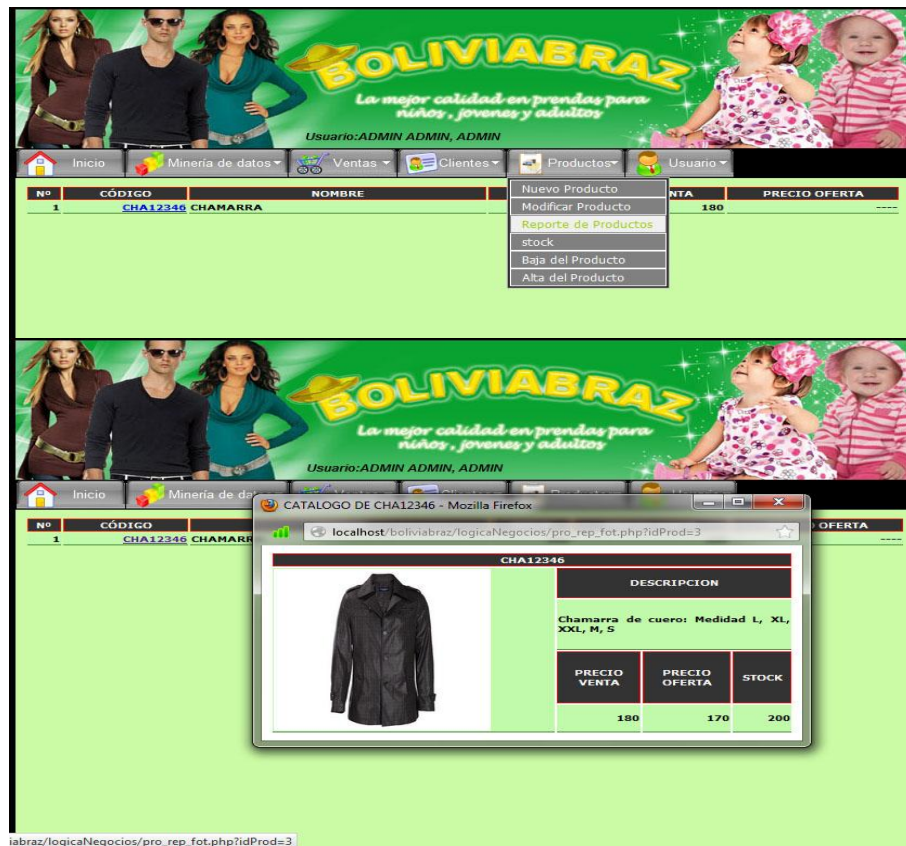 BOLIVIABRAZ
La mejor calidad en prendas para
niños , jovenes y adultos
Usuario:ADMIN ADMIN, ADMIN
Inicio Minería de datos Ventas Clientes Productos Usuario
Nº CÓDIGO NOMBRE NTA PRECIO OFERTA
1 CHA12346 CHAMARRA 180 ----
Nuevo Producto
Modificar Producto
Reporte de Productos
stock
Baja del Producto
Alta del Producto
BOLIVIABRAZ
La mejor calidad en prendas para
niños , jovenes y adultos
Usuario:ADMIN ADMIN, ADMIN
Inicio Minería de dat
Nº CÓDIGO OFERTA
1 CHA12346 CHAMARR ----
CATALOGO DE CHA12346 - Mozilla Firefox
localhost/boliviabraz/logicaNegocios/pro_rep_fot.php?idProd=3
CHA12346
DESCRIPCION
Chamarra de cuero: Medidad L, XL,
XXL, M, S
PRECIO VENTA PRECIO OFERTA STOCK
180 170 200
iabraz/logicaNegocios/pro_rep_fot.php?idProd=3